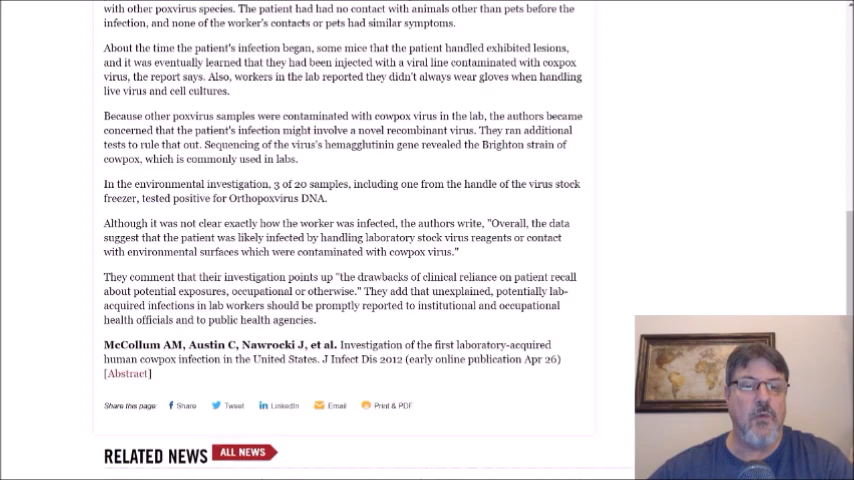 with other poxvirus species. The patient had had no contact with animals other than pets before the
infection, and none of the worker's contacts or pets had similar symptoms.
About the time the patient's infection began, some mice that the patient handled exhibited lesions,
and it was eventually learned that they had been injected with a viral line contaminated with coxpox
virus, the report says. Also, workers in the lab reported they didn't always wear gloves when handling
live virus and cell cultures.
Because other poxvirus samples were contaminated with cowpox virus in the lab, the authors became
concerned that the patient's infection might involve a novel recombinant virus. They ran additional
tests to rule that out. Sequencing of the virus's hemagglutinin gene revealed the Brighton strain of
cowpox, which is commonly used in labs.
In the environmental investigation, 3 of 20 samples, including one from the handle of the virus stock
freezer, tested positive for Orthopoxvirus DNA.
Although it was not clear exactly how the worker was infected, the authors write, "Overall, the data
suggest that the patient was likely infected by handling laboratory stock virus reagents or contact
with environmental surfaces which were contaminated with cowpox virus."
They comment that their investigation points up "the drawbacks of clinical reliance on patient recall
about potential exposures, occupational or otherwise." They add that unexplained, potentially lab-
acquired infections in lab workers should be promptly reported to institutional and occupational
health officials and to public health agencies.
McCollum AM, Austin C, Nawrocki J, et al. Investigation of the first laboratory-acquired
human cowpox infection in the United States. J Infect Dis 2012 (early online publication Apr 26)
[Abstract]
Share this page: Share Tweet LinkedIn Email Print & PDF
RELATED NEWS ALL NEWS